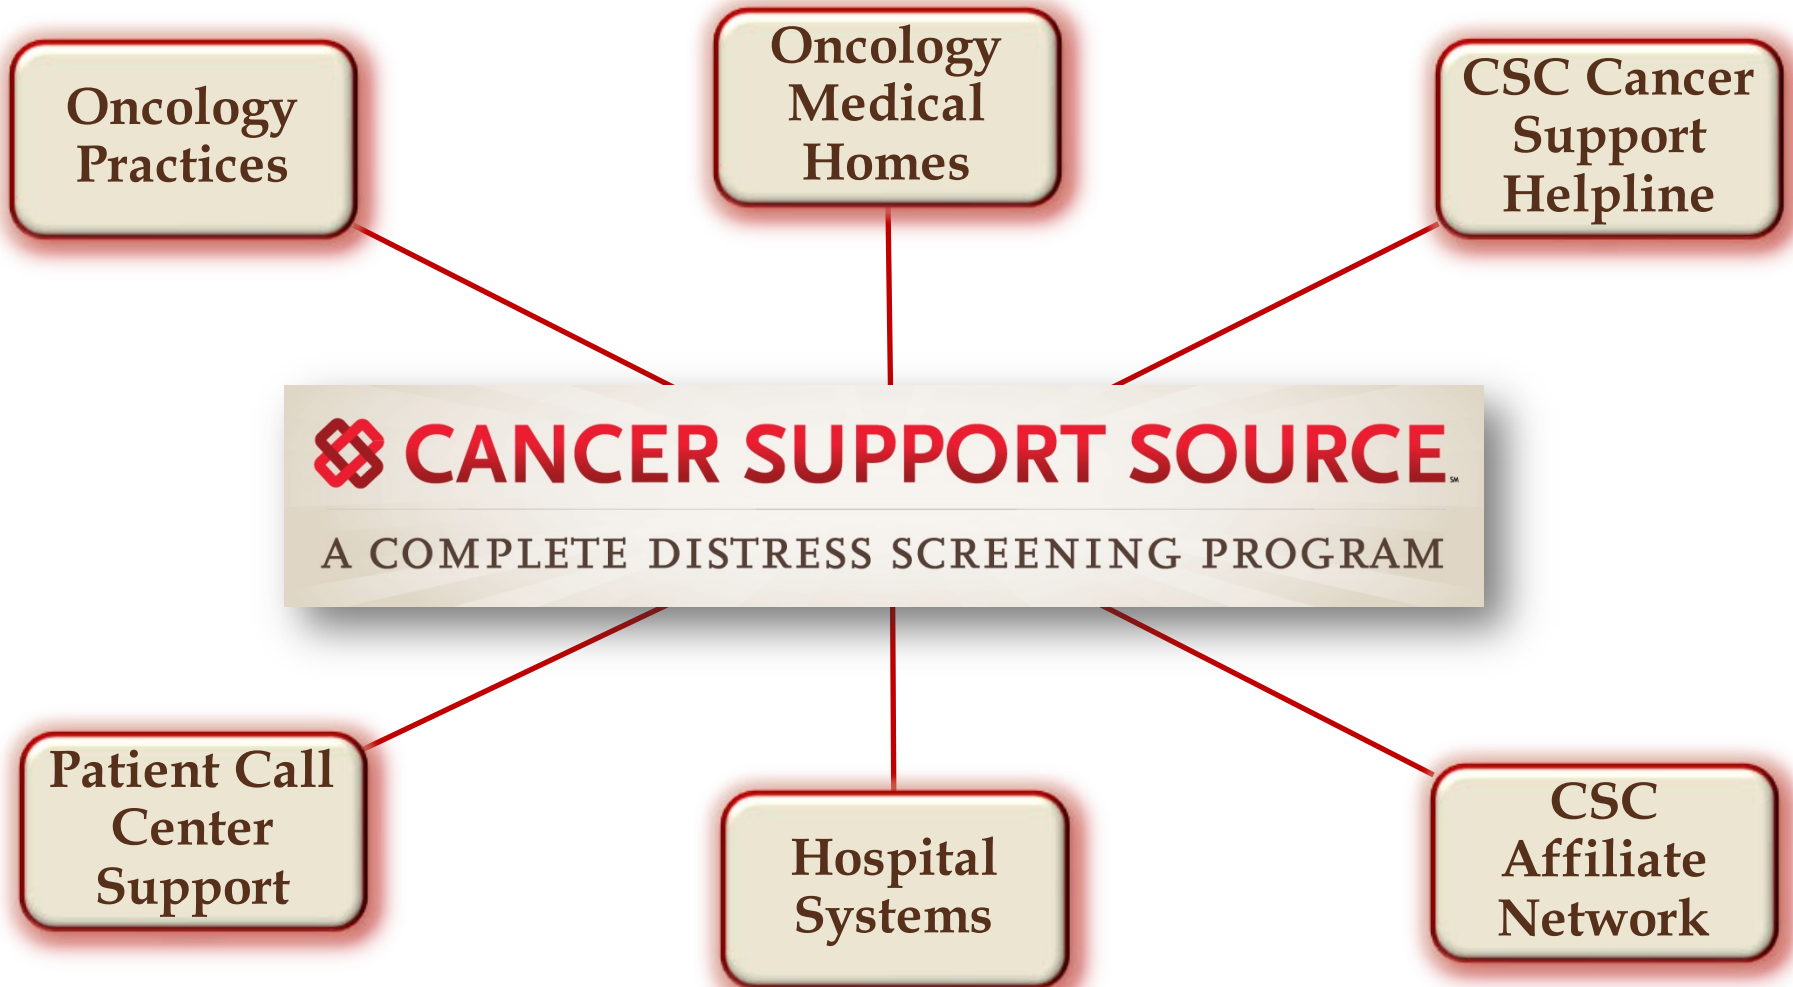 Oncology
Practices
Oncology
Medical
Homes
CSC Cancer
Support
Helpline
CANCER SUPPORT SOURCE℠
A COMPLETE DISTRESS SCREENING PROGRAM
Patient Call
Center
Support
Hospital
Systems
CSC
Affiliate
Network